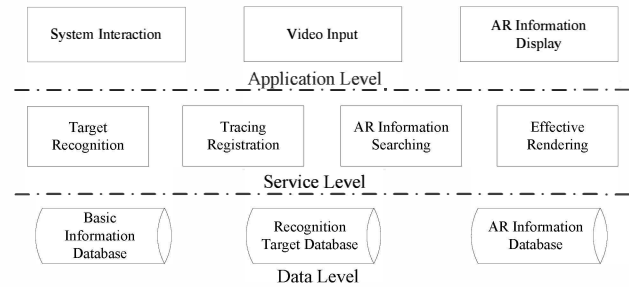 System Interaction
Video Input
AR Information
Display
Application Level
Target
Recognition
Tracing
Registration
AR Information
Searching
Effective
Rendering
Service Level
Basic
Information
Database
Recognition
Target Database
AR Information
Database
Data Level